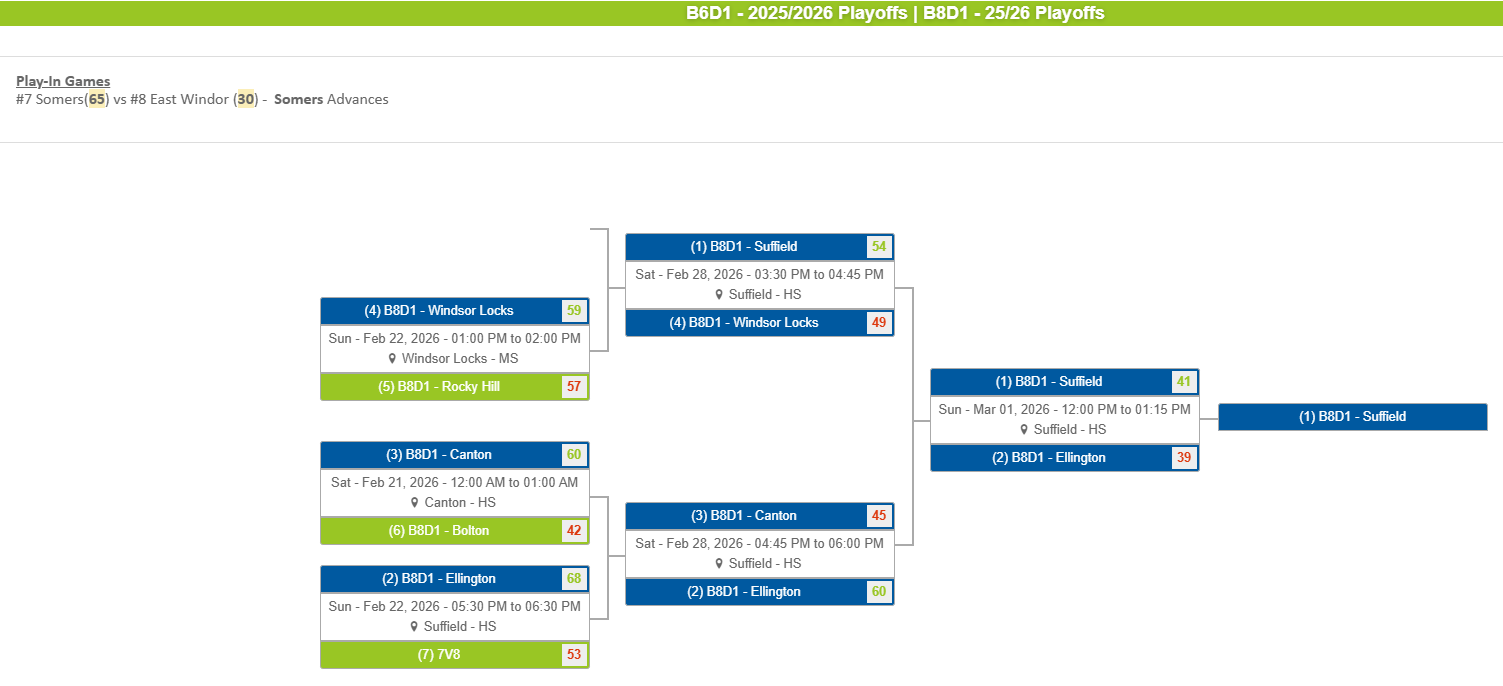 B6D1 - 2025/2026 Playoffs | B8D1 - 25/26 Playoffs
Play-In Games
#7 Somers(65) vs #8 East Windor (30) - Somers Advances
(4) B8D1 - Windsor Locks 59
Sun - Feb 22, 2026 - 01:00 PM to 02:00 PM
Windsor Locks - MS
(5) B8D1 - Rocky Hill 57
(3) B8D1 - Canton 60
Sat - Feb 21, 2026 - 12:00 AM to 01:00 AM
Canton - HS
(6) B8D1 - Bolton 42
(2) B8D1 - Ellington 68
Sun - Feb 22, 2026 - 05:30 PM to 06:30 PM
Suffield - HS
(7) 7V8 53
(1) B8D1 - Suffield 54
Sat - Feb 28, 2026 - 03:30 PM to 04:45 PM
Suffield - HS
(4) B8D1 - Windsor Locks 49
(3) B8D1 - Canton 45
Sat - Feb 28, 2026 - 04:45 PM to 06:00 PM
Suffield - HS
(2) B8D1 - Ellington 60
(1) B8D1 - Suffield 41
Sun - Mar 01, 2026 - 12:00 PM to 01:15 PM
Suffield - HS
(2) B8D1 - Ellington 39
(1) B8D1 - Suffield